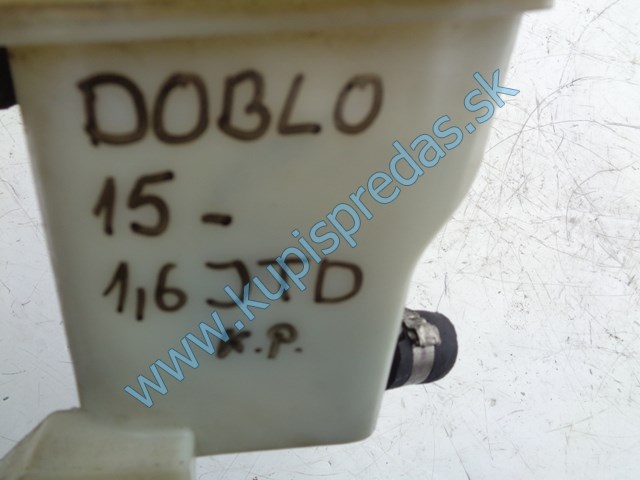 DOBLO
15-
1,6 JTD
K.P.
www.kupispredas.sk